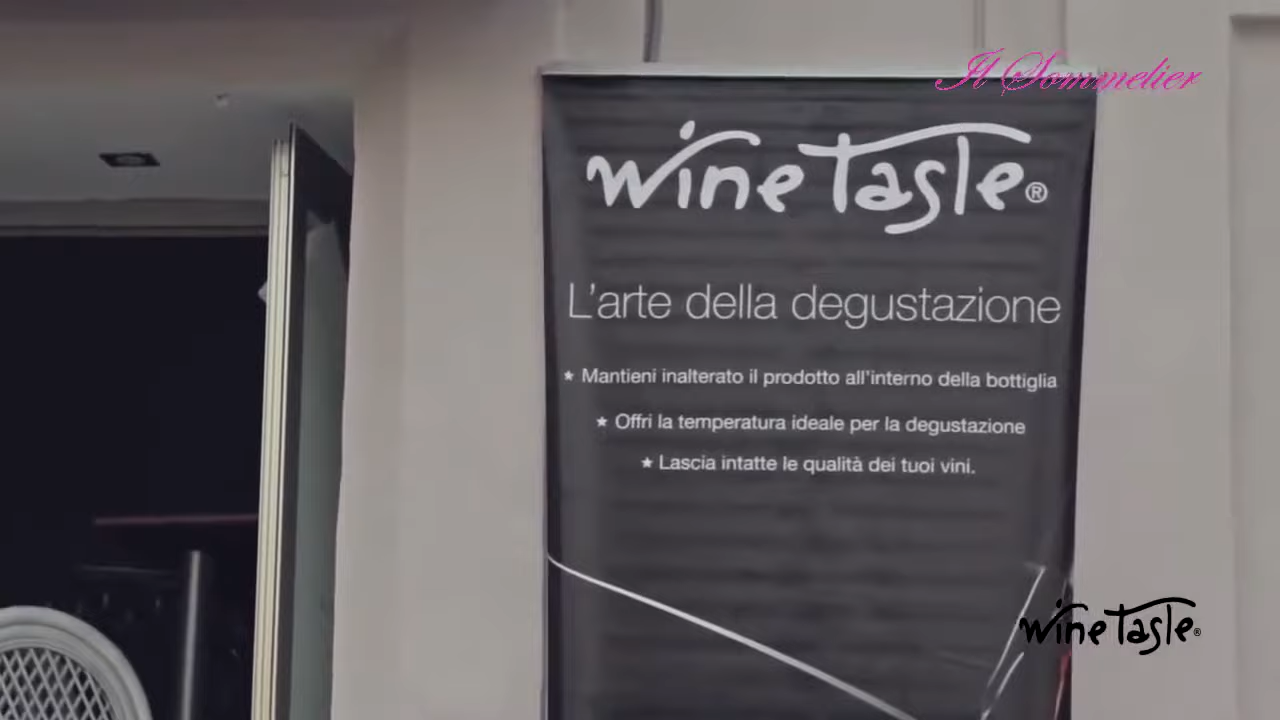 Il Sommelier
wine Taste®
L'arte della degustazione
★ Mantieni inalterato il prodotto all'interno della bottiglia
★ Offri la temperatura ideale per la degustazione
★ Lascia intatte le qualità dei tuoi vini.
wine Taste®